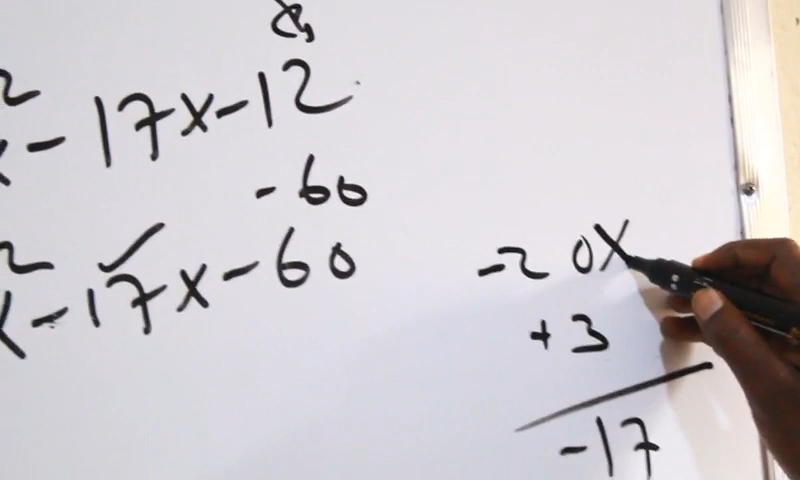 2
x - 17x - 12
- 60
2
x - 17x - 60
- 20x
+ 3
- 17